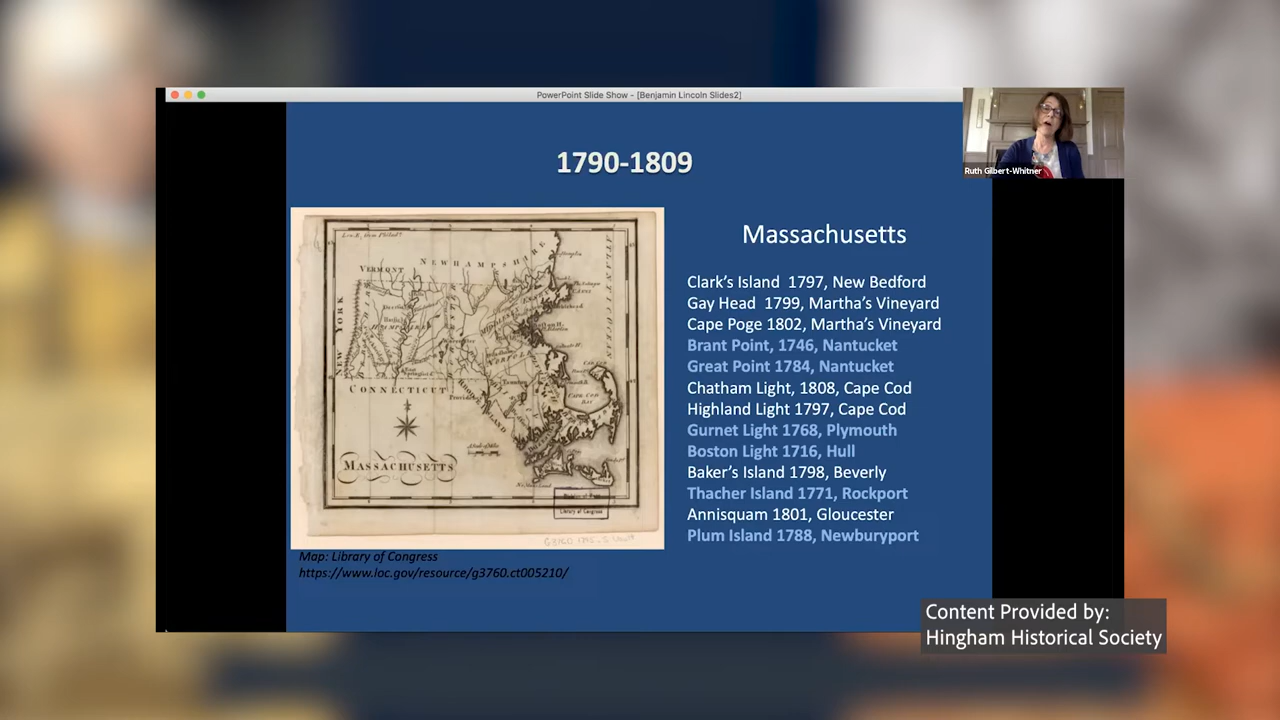 PowerPoint Slide Show - [Benjamin Lincoln Slides2]
Ruth Gilbert-Whitner
1790-1809
VERMONT
NEW HAMPSHIRE
NEW YORK
ATLANTIC OCEAN
CONNECTICUT
RHODE ISLAND
CAPE COD
BAY
MASSACHUSETTS
Library of Congress
Map: Library of Congress
https://www.loc.gov/resource/g3760.ct005210/
Massachusetts
Clark's Island 1797, New Bedford
Gay Head 1799, Martha's Vineyard
Cape Poge 1802, Martha's Vineyard
Brant Point, 1746, Nantucket
Great Point 1784, Nantucket
Chatham Light, 1808, Cape Cod
Highland Light 1797, Cape Cod
Gurnet Light 1768, Plymouth
Boston Light 1716, Hull
Baker's Island 1798, Beverly
Thacher Island 1771, Rockport
Annisquam 1801, Gloucester
Plum Island 1788, Newburyport
Content Provided by:
Hingham Historical Society